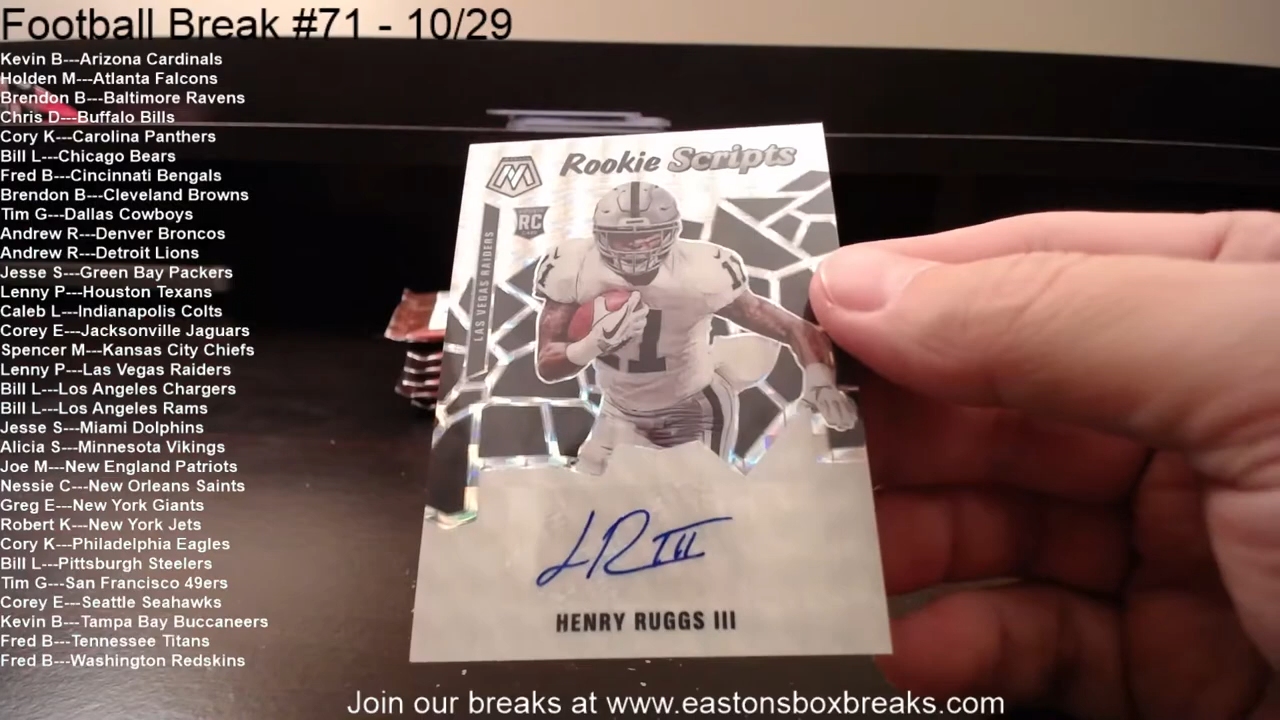 Football Break #71 - 10/29
Kevin B---Arizona Cardinals
Holden M---Atlanta Falcons
Brendon B---Baltimore Ravens
Chris D---Buffalo Bills
Cory K---Carolina Panthers
Bill L---Chicago Bears
Fred B---Cincinnati Bengals
Brendon B---Cleveland Browns
Tim G---Dallas Cowboys
Andrew R---Denver Broncos
Andrew R---Detroit Lions
Jesse S---Green Bay Packers
Lenny P---Houston Texans
Caleb L---Indianapolis Colts
Corey E---Jacksonville Jaguars
Spencer M---Kansas City Chiefs
Lenny P---Las Vegas Raiders
Bill L---Los Angeles Chargers
Bill L---Los Angeles Rams
Jesse S---Miami Dolphins
Alicia S---Minnesota Vikings
Joe M---New England Patriots
Nessie C---New Orleans Saints
Greg E---New York Giants
Robert K---New York Jets
Cory K---Philadelphia Eagles
Bill L---Pittsburgh Steelers
Tim G---San Francisco 49ers
Corey E---Seattle Seahawks
Kevin B---Tampa Bay Buccaneers
Fred B---Tennessee Titans
Fred B---Washington Redskins
Rookie Scripts
RC
LAS VEGAS RAIDERS
11
11
HENRY RUGGS III
Join our breaks at www.eastonsboxbreaks.com